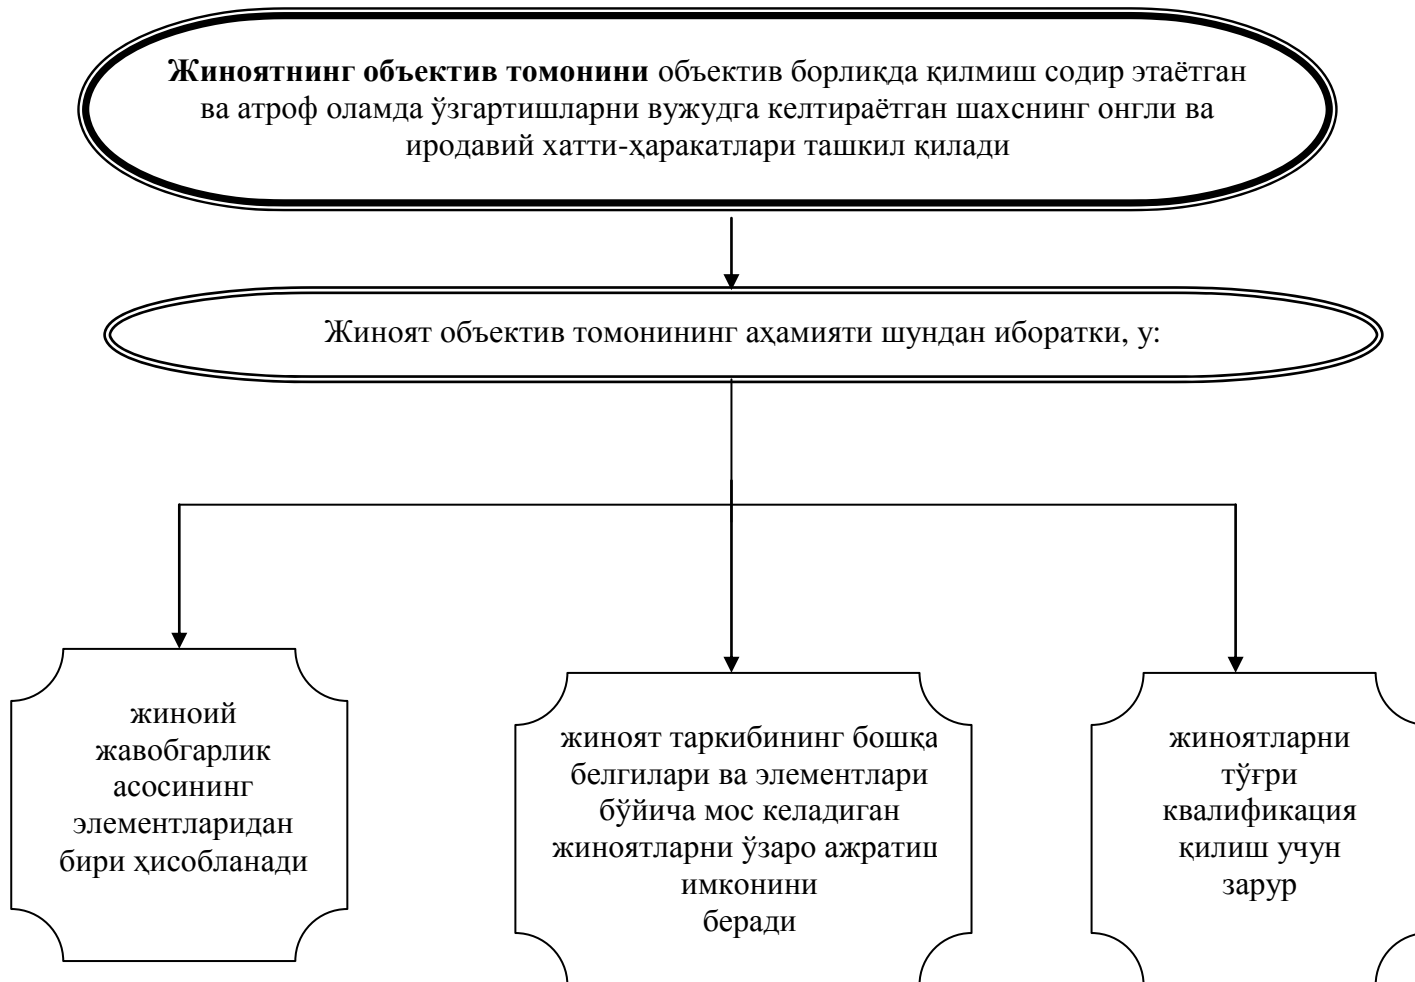 Жиноятнинг объектив томонини объектив борлиқда қилмиш содир этаётган
ва атроф оламда ўзгартишларни вужудга келтираётган шахснинг онгли ва
иродавий хатти-ҳаракатлари ташкил қилади
Жиноят объектив томонининг аҳамияти шундан иборатки, у:
жиноий
жавобгарлик
асосининг
элементларидан
бири ҳисобланади
жиноят таркибининг бошқа
белгилари ва элементлари
бўйича мос келадиган
жиноятларни ўзаро ажратиш
имконини
беради
жиноятларни
тўғри
квалификация
қилиш учун
зарур